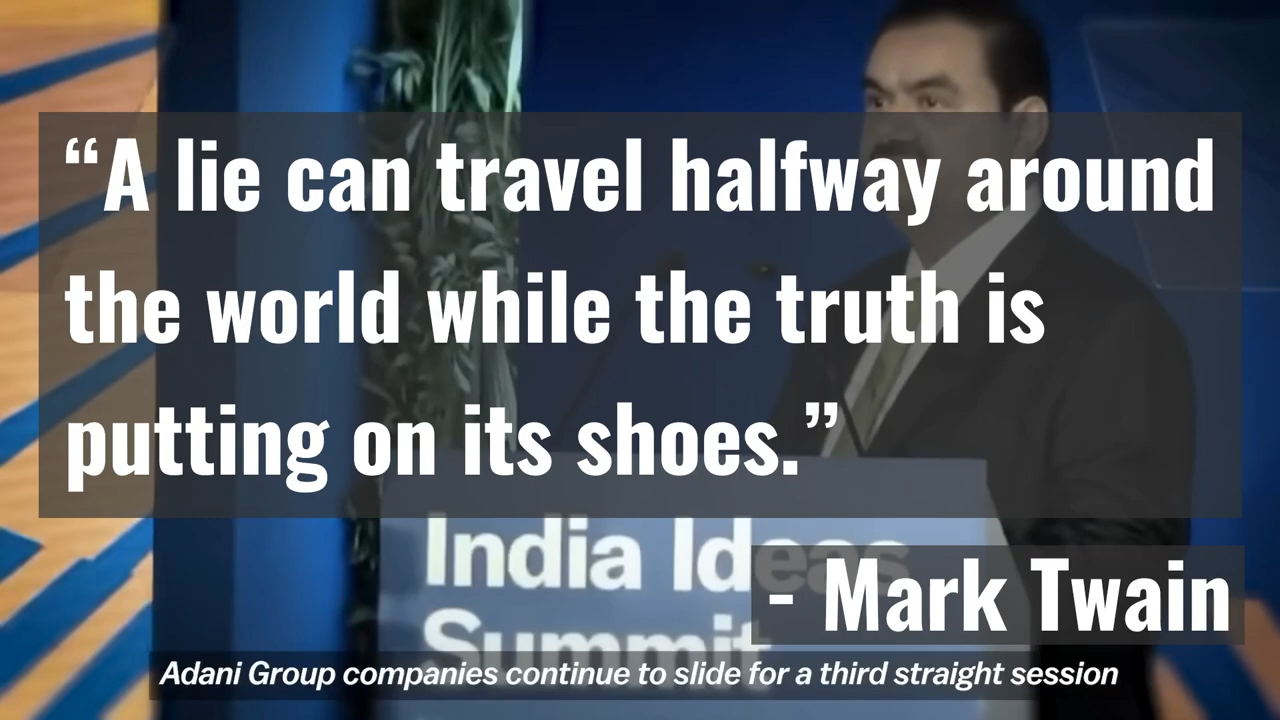 “A lie can travel halfway around
the world while the truth is
putting on its shoes.”
India Ideas
- Mark Twain
Summit
Adani Group companies continue to slide for a third straight session